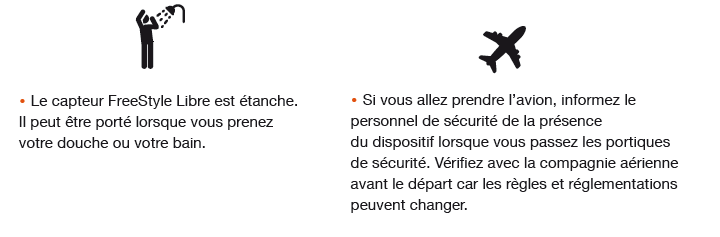 • Le capteur FreeStyle Libre est étanche.
Il peut être porté lorsque vous prenez
votre douche ou votre bain.
• Si vous allez prendre l’avion, informez le
personnel de sécurité de la présence
du dispositif lorsque vous passez les portiques
de sécurité. Vérifiez avec la compagnie aérienne
avant le départ car les règles et réglementations
peuvent changer.